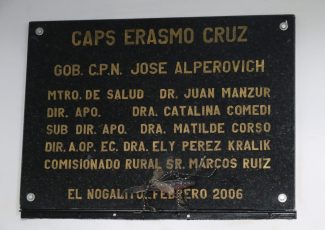 CAPS ERASMO CRUZ
GOB. C.P.N. JOSE ALPEROVICH
MTRO. DE SALUD DR. JUAN MANZUR
DIR. APO. DRA. CATALINA COMEDI
SUB DIR. APO. DRA. MATILDE CORSO
DIR. A.OP. EC. DRA. ELY PEREZ KRALIK
COMISIONADO RURAL SR. MARCOS RUIZ
EL NOGALITO, FEBRERO 2006